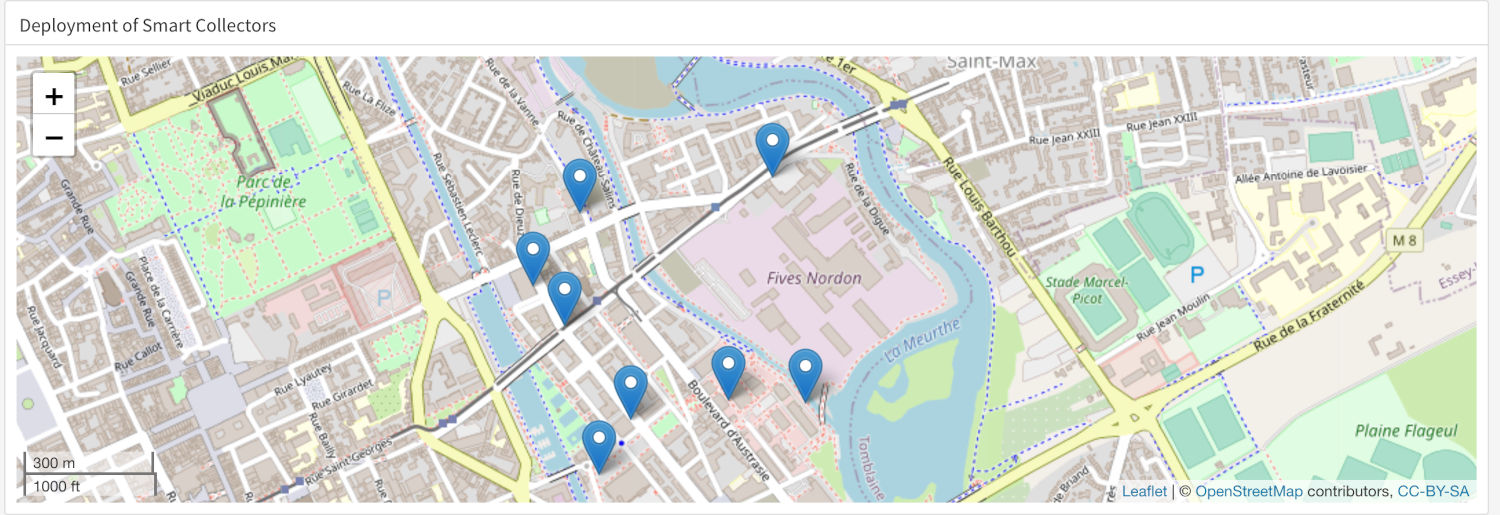 Deployment of Smart Collectors
+
−
Rue Sellier
Viaduc Louis Mar
Rue La Flize
Rue de la Vanne
Rue de Château-Salins
e 1er
Saint-Max
Rue Jean XXIII
Rue Jean XXIII
Allée Antoine de Lavoisier
Grande Rue
Parc de
la Pépinière
Rue Sébastien Leclerc
Rue de Dieuz
Rue de la Digue
Rue Louis Barthou
M 8
Place de la Carrière
Grande Rue
P
Fives Nordon
Stade Marcel-
Picot
P
Essey-
Rue Jacquard
Rue Callot
Rue Jean Moulin
Rue de la Fraternité
La Meurthe
Rue Lyautey
Rue Girardet
Rue Bailly
Boulevard d'Austrasie
Rue Saint-Georges
Tomblaine
Plaine Flageul
de Briand
300 m
1000 ft
Leaflet | © OpenStreetMap contributors, CC-BY-SA